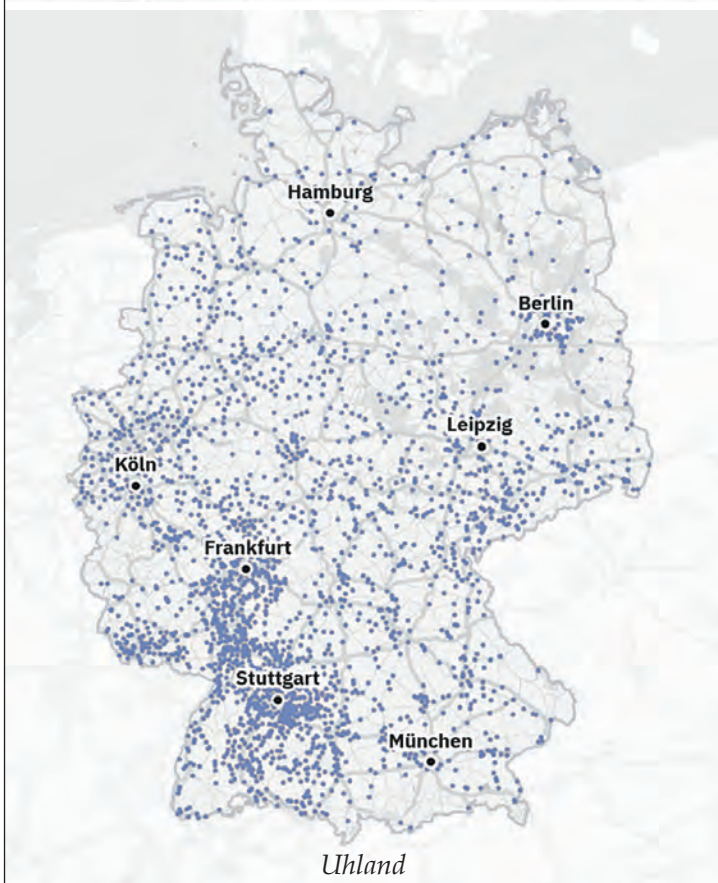 Hamburg
Berlin
Leipzig
Köln
Frankfurt
Stuttgart
München
Uhland